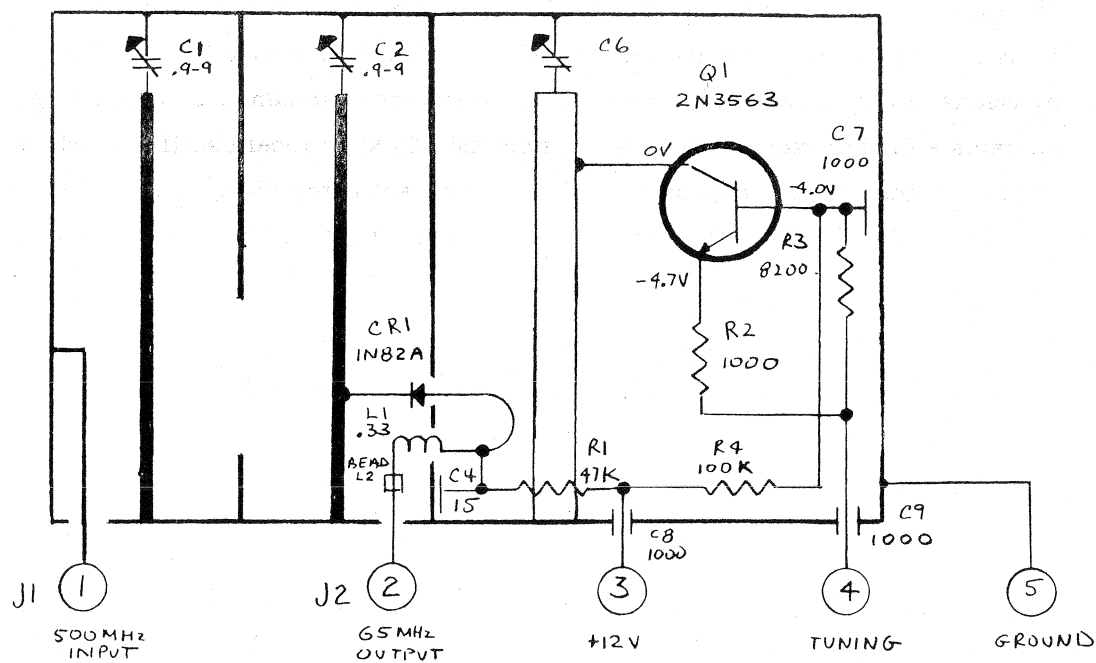 C1
.9-9
C2
.9-9
C6
Q1
2N3563
C7
1000
0V
-4.0V
R3
8200
-4.7V
CR1
1N82A
R2
1000
L1
.33
BEAD
L2
C4
15
R1
47K
R4
100K
C8
1000
C9
1000
J1
1
J2
2
3
4
5
500MHz
INPUT
65MHz
OUTPUT
+12V
TUNING
GROUND